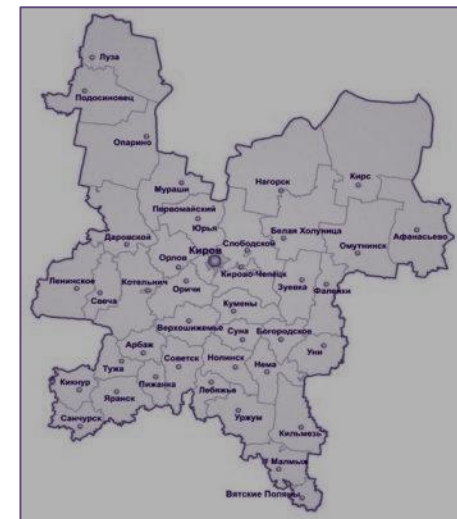 Луза
Подосиновец
Опарино
Мураши
Нагорск
Кирс
Первомайский
Юрья
Даровской
Киров
Слободской
Белая Холуница
Афанасьево
Омутнинск
Орлов
Кирово-Чепецк
Ленинское
Свеча
Котельнич
Оричи
Зуевка
Фаленки
Кумены
Верхошижемье
Суна
Богородское
Уни
Арбаж
Тужа
Советск
Нолинск
Нема
Кикнур
Яранск
Пижанка
Лебяжье
Санчурск
Уржум
Кильмезь
Малмыж
Вятские Поляны